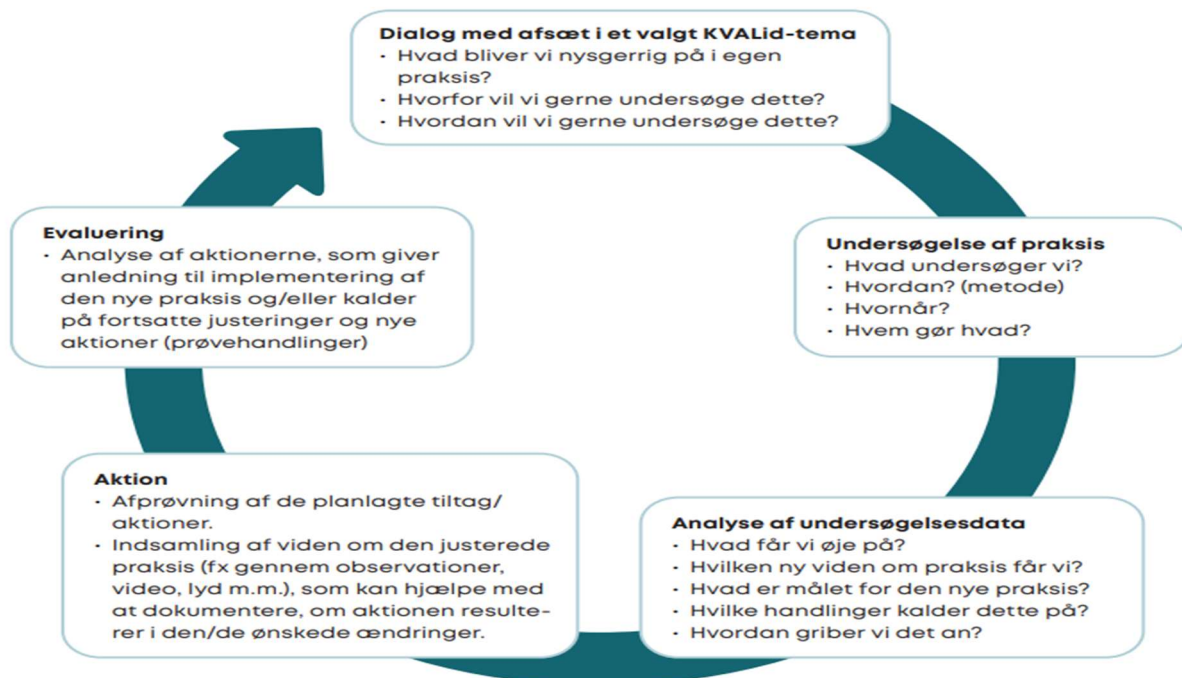 Dialog med afsæt i et valgt KVALid-tema
· Hvad bliver vi nysgerrig på i egen
praksis?
· Hvorfor vil vi gerne undersøge dette?
· Hvordan vil vi gerne undersøge dette?
Undersøgelse af praksis
· Hvad undersøger vi?
· Hvordan? (metode)
· Hvornår?
· Hvem gør hvad?
Analyse af undersøgelsesdata
· Hvad får vi øje på?
· Hvilken ny viden om praksis får vi?
· Hvad er målet for den nye praksis?
· Hvilke handlinger kalder dette på?
· Hvordan griber vi det an?
Aktion
· Afprøvning af de planlagte tiltag/
aktioner.
· Indsamling af viden om den justerede
praksis (fx gennem observationer,
video, lyd m.m.), som kan hjælpe med
at dokumentere, om aktionen resulte-
rer i den/de ønskede ændringer.
Evaluering
· Analyse af aktionerne, som giver
anledning til implementering af
den nye praksis og/eller kalder
på fortsatte justeringer og nye
aktioner (prøvehandlinger)